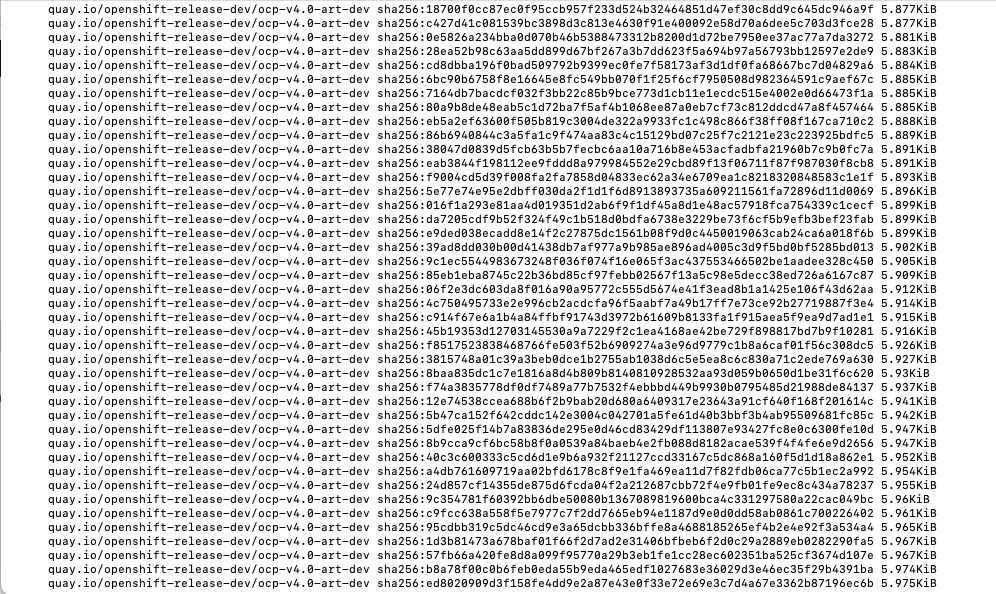 quay.io/openshift-release-dev/ocp-v4.0-art-dev sha256:18700f0cc87ec0f95ccb957f233d524b32464851d47ef30c8dd9c645dc946a9f 5.877KiB
quay.io/openshift-release-dev/ocp-v4.0-art-dev sha256:c427d41c081539bc3898d3c813e4630f91e400092e58d70a6dee5c703d3fce28 5.877KiB
quay.io/openshift-release-dev/ocp-v4.0-art-dev sha256:0e5826a234bba0d070b46b5388473312b8200d1d72be7950ee37ac77a7da3272 5.881KiB
quay.io/openshift-release-dev/ocp-v4.0-art-dev sha256:28ea52b98c63aa5dd899d67bf267a3b7dd623f5a694b97a56793bb12597e2de9 5.883KiB
quay.io/openshift-release-dev/ocp-v4.0-art-dev sha256:cd8dbba196f0bad509792b9399ec0fe7f58173af3d1df0fa68667bc7d04829a6 5.884KiB
quay.io/openshift-release-dev/ocp-v4.0-art-dev sha256:6bc90b6758f8e16645e8fc549bb070f1f25f6cf7950508d982364591c9aef67c 5.885KiB
quay.io/openshift-release-dev/ocp-v4.0-art-dev sha256:7164db7bacdcf032f3bb22c85b9bce773d1cb11e1ecdc515e4002e0d66473f1a 5.885KiB
quay.io/openshift-release-dev/ocp-v4.0-art-dev sha256:80a9b8de48eab5c1d72ba7f5af4b1068ee87a0eb7cf73c812ddcd47a8f457464 5.885KiB
quay.io/openshift-release-dev/ocp-v4.0-art-dev sha256:eb5a2ef63600f505b819c3004de322a9933fc1c498c866f38ff08f167ca710c2 5.888KiB
quay.io/openshift-release-dev/ocp-v4.0-art-dev sha256:86b6940844c3a5fa1c9f474aa83c4c15129bd07c25f7c2121e23c223925bdfc5 5.889KiB
quay.io/openshift-release-dev/ocp-v4.0-art-dev sha256:38047d0839d5fcb63b5b7fecbc6aa10a716b8e453acfadbfa21960b7c9b0fc7a 5.891KiB
quay.io/openshift-release-dev/ocp-v4.0-art-dev sha256:eab3844f198112ee9fddd8a979984552e29cbd89f13f06711f87f987030f8cb8 5.891KiB
quay.io/openshift-release-dev/ocp-v4.0-art-dev sha256:f9004cd5d39f008fa2fa7858d04833ec62a34e6709ea1c8218320848583c1e1f 5.893KiB
quay.io/openshift-release-dev/ocp-v4.0-art-dev sha256:5e77e74e95e2dbff030da2f1d1f6d8913893735a609211561fa72896d11d0069 5.896KiB
quay.io/openshift-release-dev/ocp-v4.0-art-dev sha256:016f1a293e81aa4d019351d2ab6f9f1df45a8d1e48ac57918fca754339c1cecf 5.899KiB
quay.io/openshift-release-dev/ocp-v4.0-art-dev sha256:da7205cdf9b52f324f49c1b518d0bdfa6738e3229be73f6cf5b9efb3bef23fab 5.899KiB
quay.io/openshift-release-dev/ocp-v4.0-art-dev sha256:e9ded038ecadd8e14f2c27875dc1561b08f9d0c4450019063cab24ca6a018f6b 5.899KiB
quay.io/openshift-release-dev/ocp-v4.0-art-dev sha256:39ad8dd030b00d41438db7af977a9b985ae896ad4005c3d9f5bd0bf5285bd013 5.902KiB
quay.io/openshift-release-dev/ocp-v4.0-art-dev sha256:9c1ec5544983673248f036f074f16e065f3ac437553466502be1aadee328c450 5.905KiB
quay.io/openshift-release-dev/ocp-v4.0-art-dev sha256:85eb1eba8745c22b36bd85cf97febb02567f13a5c98e5decc38ed726a6167c87 5.909KiB
quay.io/openshift-release-dev/ocp-v4.0-art-dev sha256:06f2e3dc603da8f016a90a95772c555d5674e41f3ead8b1a1425e106f43d62aa 5.912KiB
quay.io/openshift-release-dev/ocp-v4.0-art-dev sha256:4c750495733e2e996cb2acdcfa96f5aabf7a49b17ff7e73ce92b27719887f3e4 5.914KiB
quay.io/openshift-release-dev/ocp-v4.0-art-dev sha256:c914f67e6a1b4a84ffbf91743d3972b61609b8133fa1f915aea5f9ea9d7ad1e1 5.915KiB
quay.io/openshift-release-dev/ocp-v4.0-art-dev sha256:45b19353d12703145530a9a7229f2c1ea4168ae42be729f898817bd7b9f10281 5.916KiB
quay.io/openshift-release-dev/ocp-v4.0-art-dev sha256:f8517523838468766fe503f52b6909274a3e96d9779c1b8a6caf01f56c308dc5 5.926KiB
quay.io/openshift-release-dev/ocp-v4.0-art-dev sha256:3815748a01c39a3beb0dce1b2755ab1038d6c5e5ea8c6c830a71c2ede769a630 5.927KiB
quay.io/openshift-release-dev/ocp-v4.0-art-dev sha256:8baa835dc1c7e1816a8d4b809b8140810928532aa93d059b0650d1be31f6c620 5.93KiB
quay.io/openshift-release-dev/ocp-v4.0-art-dev sha256:f74a3835778df0df7489a77b7532f4ebbbd449b9930b0795485d21988de84137 5.937KiB
quay.io/openshift-release-dev/ocp-v4.0-art-dev sha256:12e74538ccea688b6f2b9bab20d680a6409317e23643a91cf640f168f201614c 5.941KiB
quay.io/openshift-release-dev/ocp-v4.0-art-dev sha256:5b47ca152f642cddc142e3004c042701a5fe61d40b3bbf3b4ab95509681fc85c 5.942KiB
quay.io/openshift-release-dev/ocp-v4.0-art-dev sha256:5dfe025f14b7a83836de295e0d46cd83429df113807e93427fc8e0c6300fe10d 5.947KiB
quay.io/openshift-release-dev/ocp-v4.0-art-dev sha256:8b9cca9cf6bc58b8f0a0539a84baeb4e2fb088d8182acae539f4f4fe6e9d2656 5.947KiB
quay.io/openshift-release-dev/ocp-v4.0-art-dev sha256:40c3c600333c5cd6d1e9b6a932f21127ccd33167c5dc868a160f5d1d18a862e1 5.952KiB
quay.io/openshift-release-dev/ocp-v4.0-art-dev sha256:a4db761609719aa02bfd6178c8f9e1fa469ea11d7f82fdb06ca77c5b1ec2a992 5.954KiB
quay.io/openshift-release-dev/ocp-v4.0-art-dev sha256:24d857cf14355de875d6fcda04f2a212687cbb72f4e9fb01fe9ec8c434a78237 5.955KiB
quay.io/openshift-release-dev/ocp-v4.0-art-dev sha256:9c354781f60392bb6dbe50080b1367089819600bca4c331297580a22cac049bc 5.96KiB
quay.io/openshift-release-dev/ocp-v4.0-art-dev sha256:c9fcc638a558f5e7977c7f2dd7665eb94e1187d9e0d0dd58ab0861c700226402 5.961KiB
quay.io/openshift-release-dev/ocp-v4.0-art-dev sha256:95cdbb319c5dc46cd9e3a65dcbb336bffe8a4688185265ef4b2e4e92f3a534a4 5.965KiB
quay.io/openshift-release-dev/ocp-v4.0-art-dev sha256:1d3b81473a678baf01f66f2d7ad2e31406bfbeb6f2d0c29a2889eb0282290fa5 5.967KiB
quay.io/openshift-release-dev/ocp-v4.0-art-dev sha256:57fb66a420fe8d8a099f95770a29b3eb1fe1cc28ec602351ba525cf3674d107e 5.967KiB
quay.io/openshift-release-dev/ocp-v4.0-art-dev sha256:b8a78f00c0b6feb0eda55b9eda465edf1027683e36029d3e46ec35f29b4391ba 5.974KiB
quay.io/openshift-release-dev/ocp-v4.0-art-dev sha256:ed8020909d3f158fe4dd9e2a87e43e0f33e72e69e3c7d4a67e3362b87196ec6b 5.975KiB